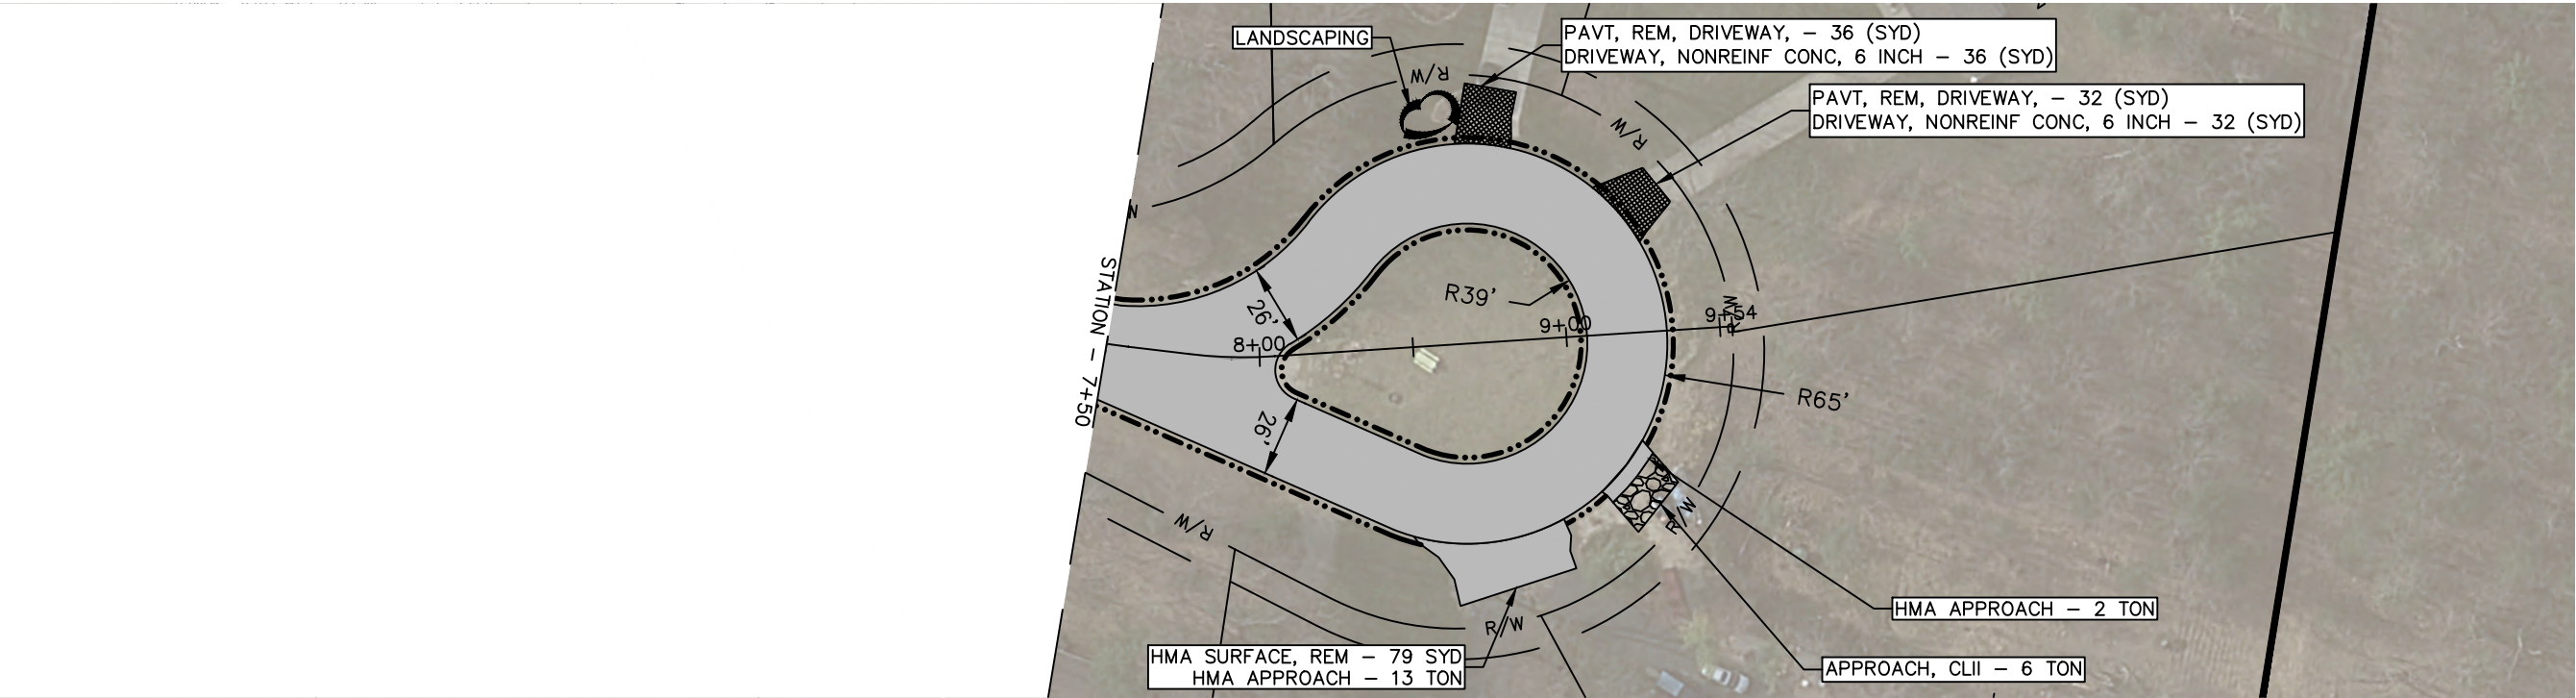 LANDSCAPING
PAVT, REM, DRIVEWAY, – 36 (SYD)
DRIVEWAY, NONREINF CONC, 6 INCH – 36 (SYD)
R/W
PAVT, REM, DRIVEWAY, – 32 (SYD)
DRIVEWAY, NONREINF CONC, 6 INCH – 32 (SYD)
R/W
N
STATION – 7+50
26'
R39'
8+00
9+00
9+54
R/W
R65'
26'
R/W
R/W
R/W
HMA APPROACH – 2 TON
HMA SURFACE, REM – 79 SYD
HMA APPROACH – 13 TON
APPROACH, CLII – 6 TON